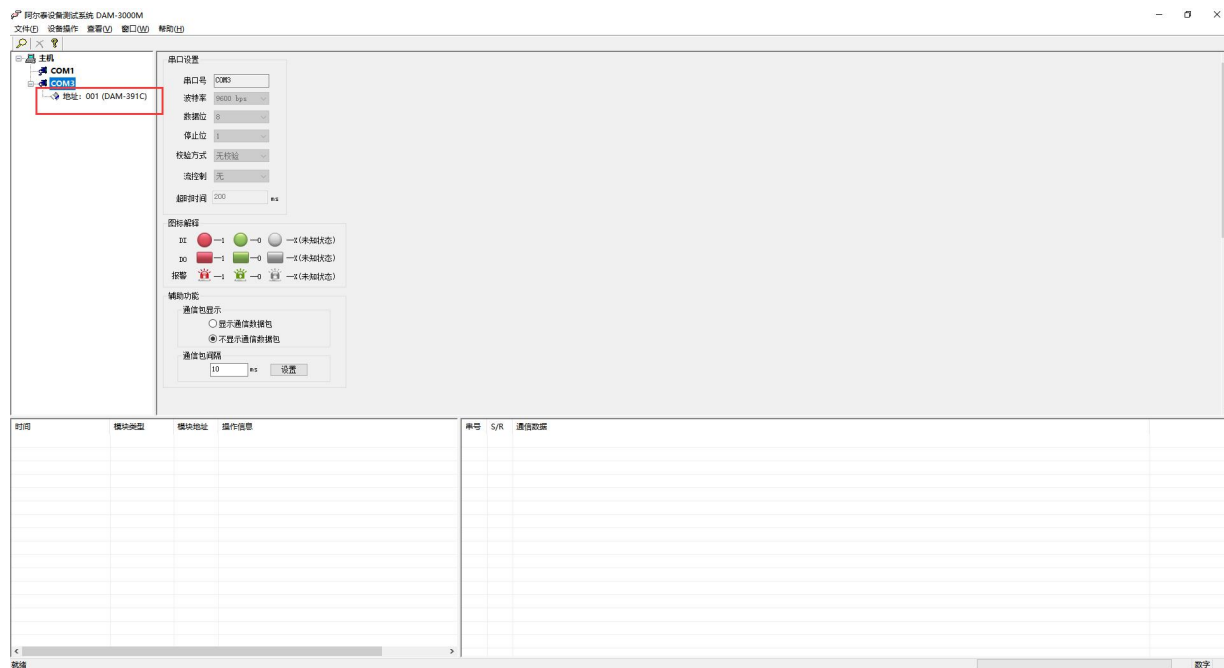 阿尔泰设备测试系统 DAM-3000M
文件(F) 设备操作 查看(V) 窗口(W) 帮助(H)
主机
COM1
COM3
地址：001 (DAM-391C)
串口设置
串口号 COM3
波特率 9600 bps
数据位 8
停止位 1
校验方式 无校验
流控制 无
超时时间 200 ms
图标解释
DI —1 —0 —X(未知状态)
DO —1 —0 —X(未知状态)
报警 —1 —0 —X(未知状态)
辅助功能
通信包显示
显示通信数据包
不显示通信数据包
通信包间隔
10 ms 设置
时间 模块类型 模块地址 操作信息
串号 S/R 通信数据
就绪 数字